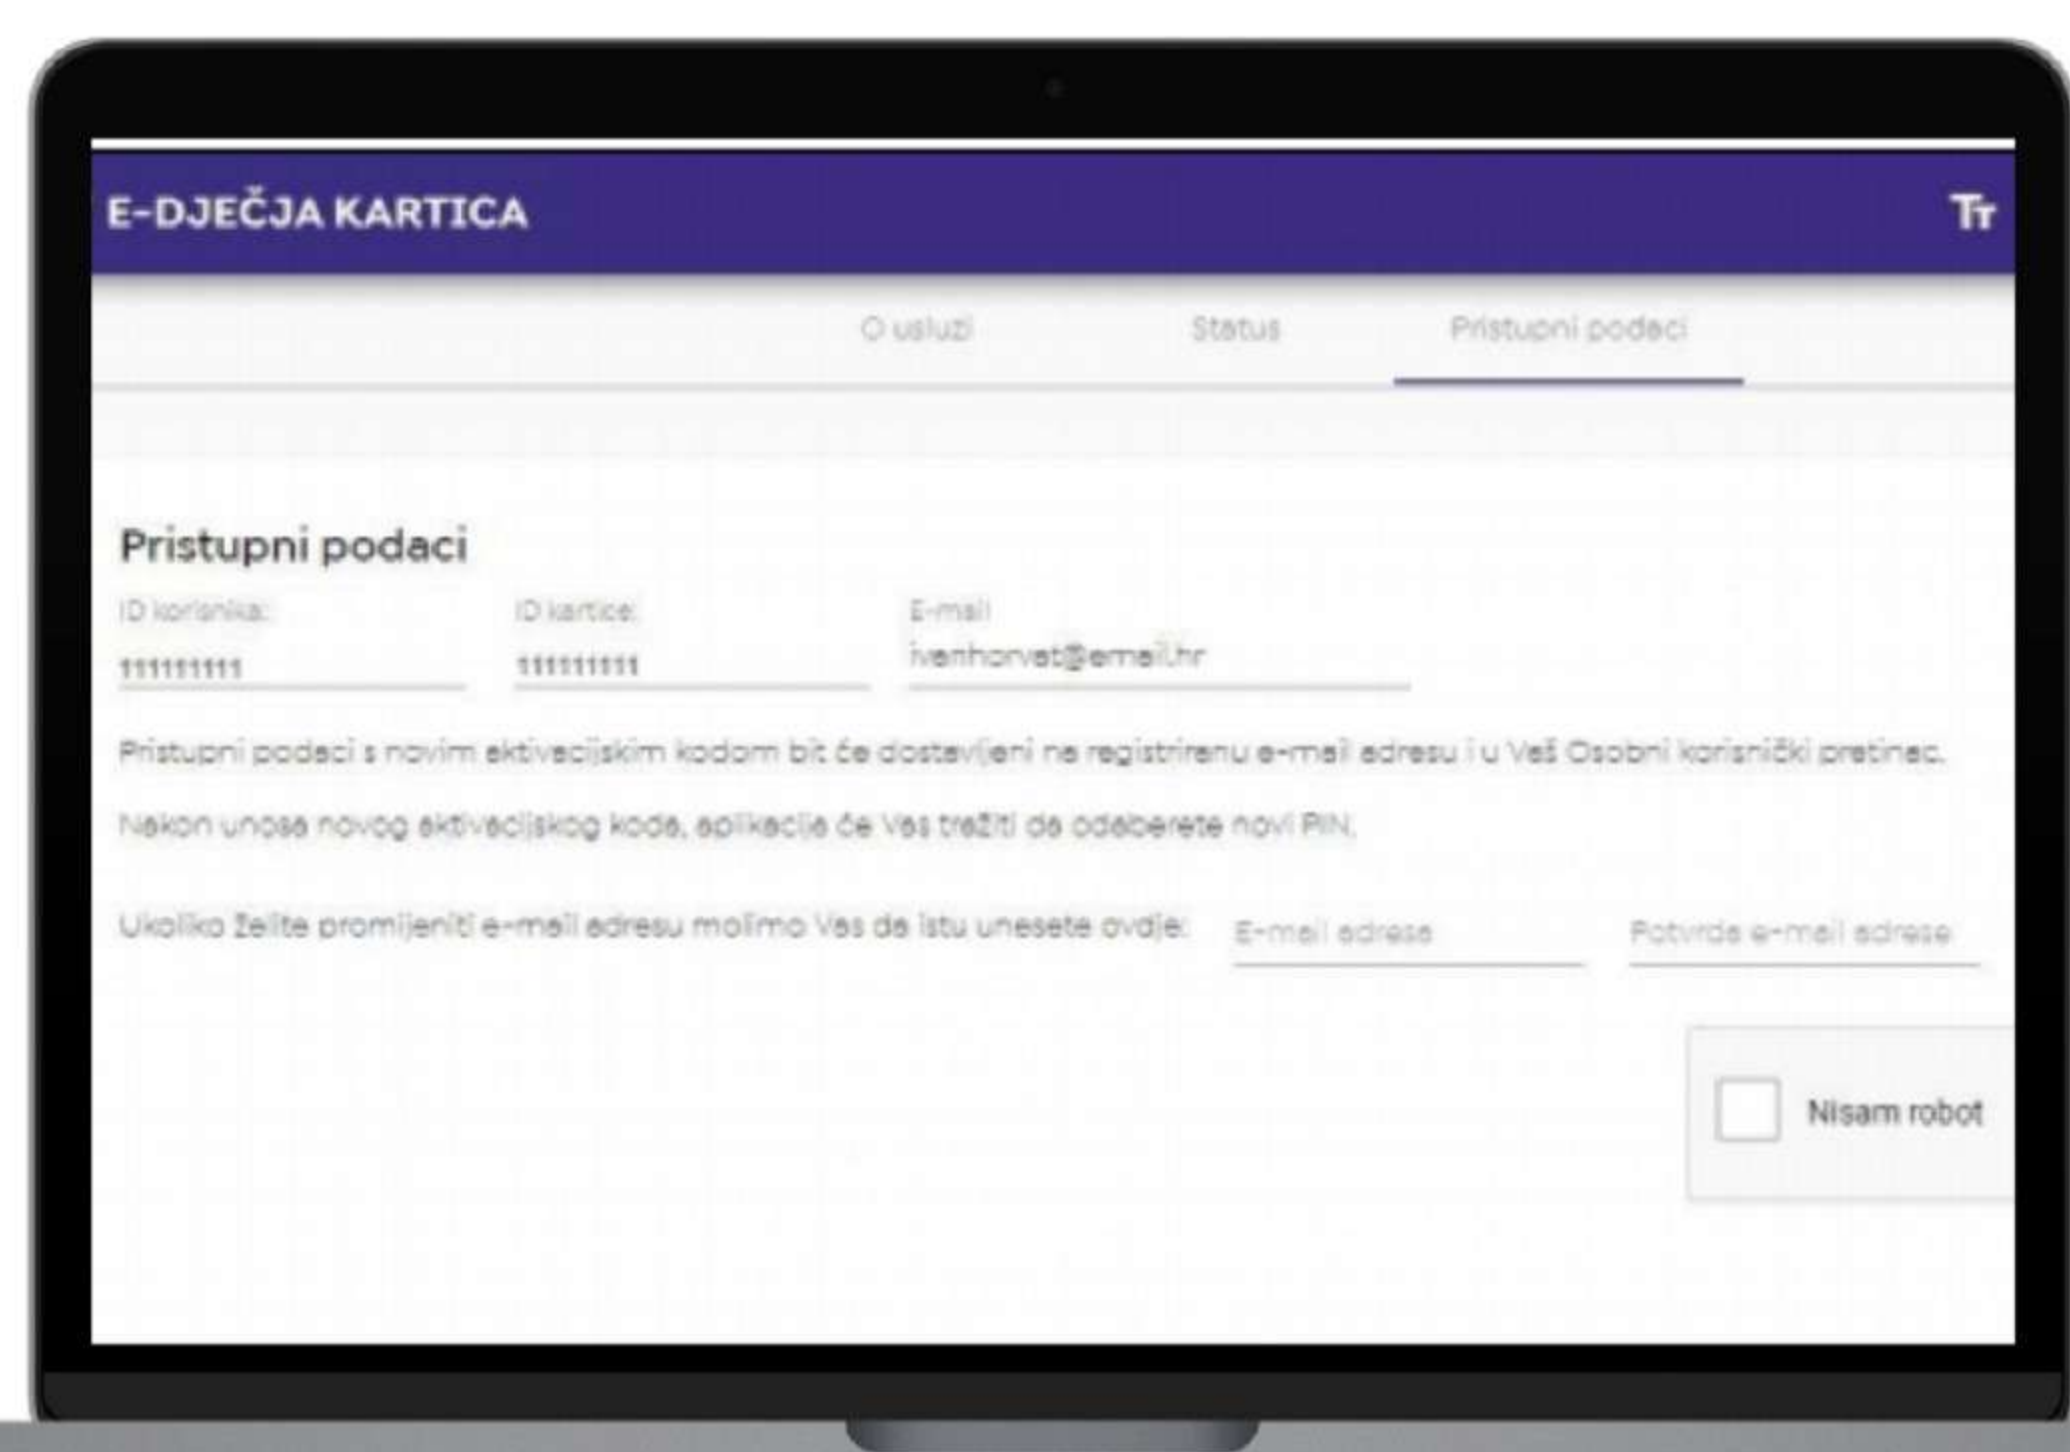 E-DJEČJA KARTICA
Tт
O usluzi Status Pristupni podaci
Pristupni podaci
ID korisnika: ID kartice: E-mail
111111111 111111111 ivanhorvat@email.hr
Pristupni podaci s novim aktivacijskim kodom bit će dostavljeni na registriranu e-mail adresu i u Vaš Osobni korisnički pretinac.
Nakon unosa novog aktivacijskog koda, aplikacija će Vas tražiti da odaberete novi PIN.
Ukoliko želite promijeniti e-mail adresu molimo Vas da istu unesete ovdje: E-mail adresa Potvrda e-mail adrese
Nisam robot